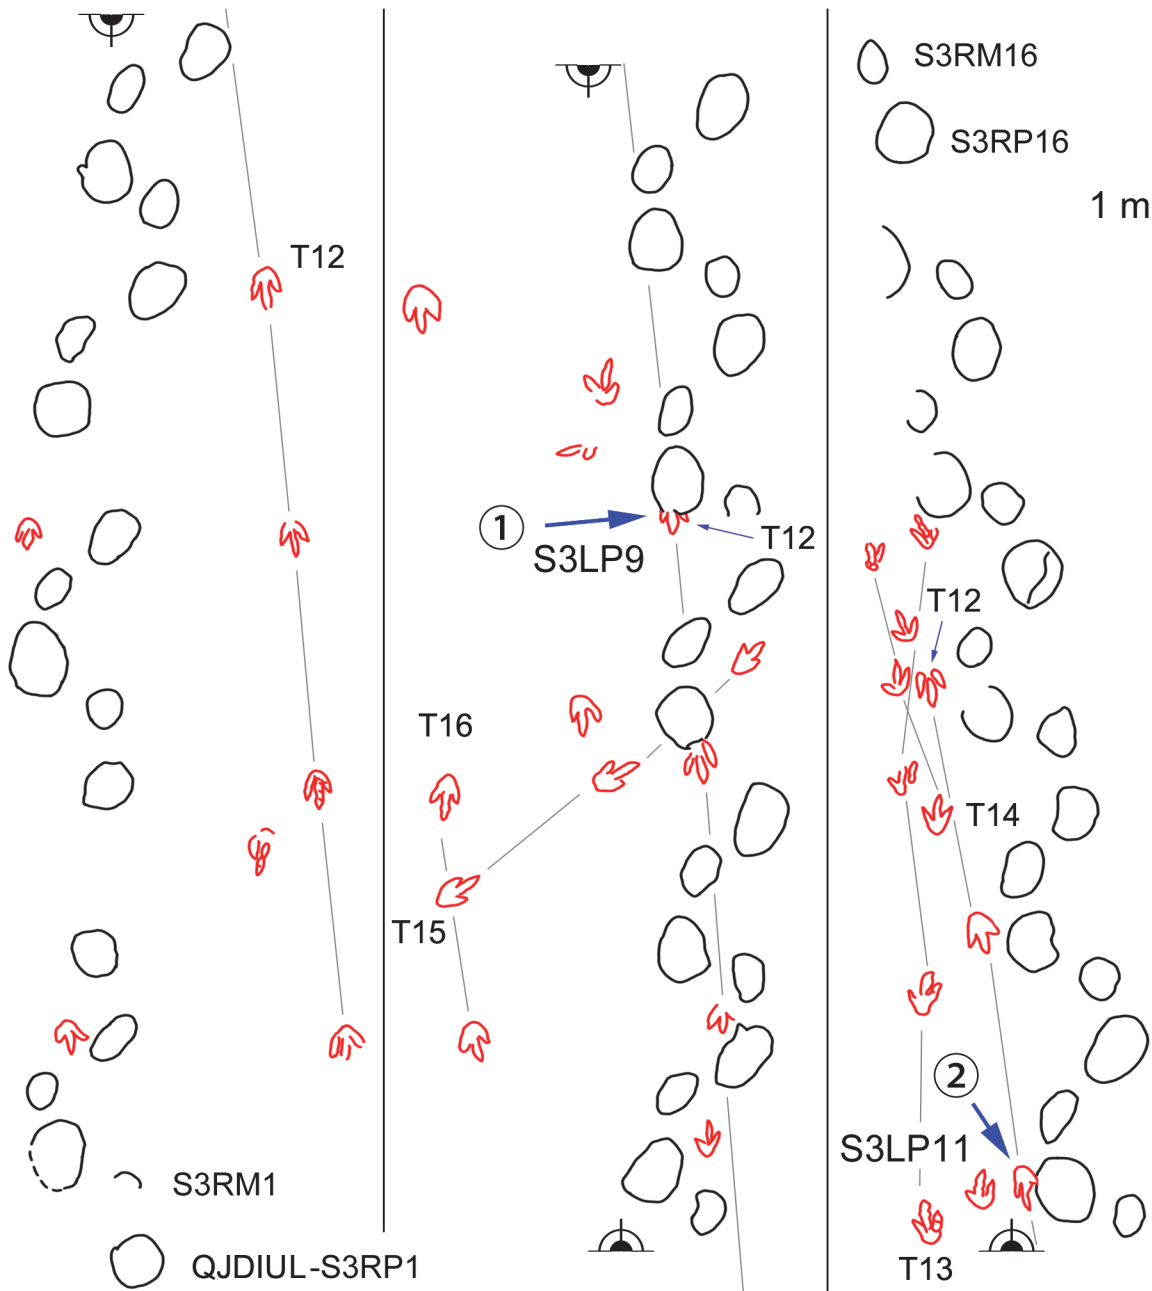 T12
S3RM1
QJDIUL-S3RP1
1
S3LP9
T12
T16
T15
S3RM16
S3RP16
1 m
T12
T14
2
S3LP11
T13